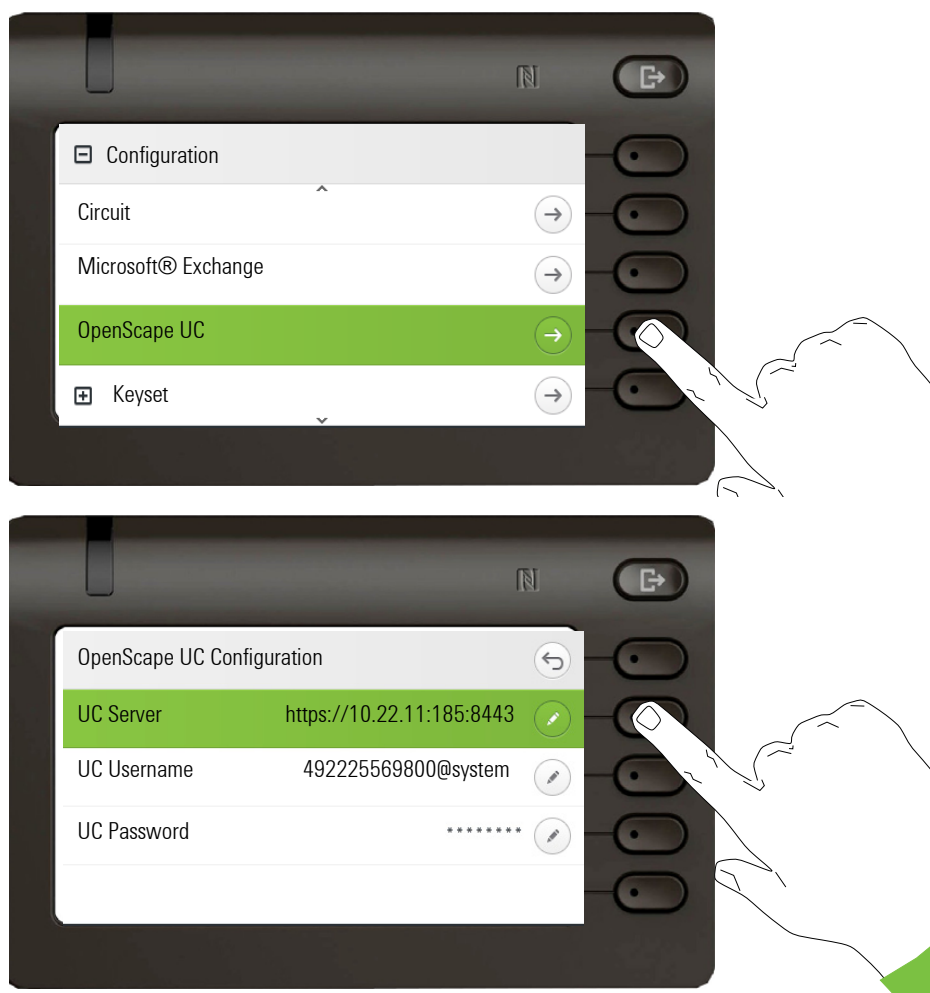 Configuration
Circuit
Microsoft® Exchange
OpenScape UC
Keyset
OpenScape UC Configuration
UC Server https://10.22.11:185:8443
UC Username 492225569800@system
UC Password ********